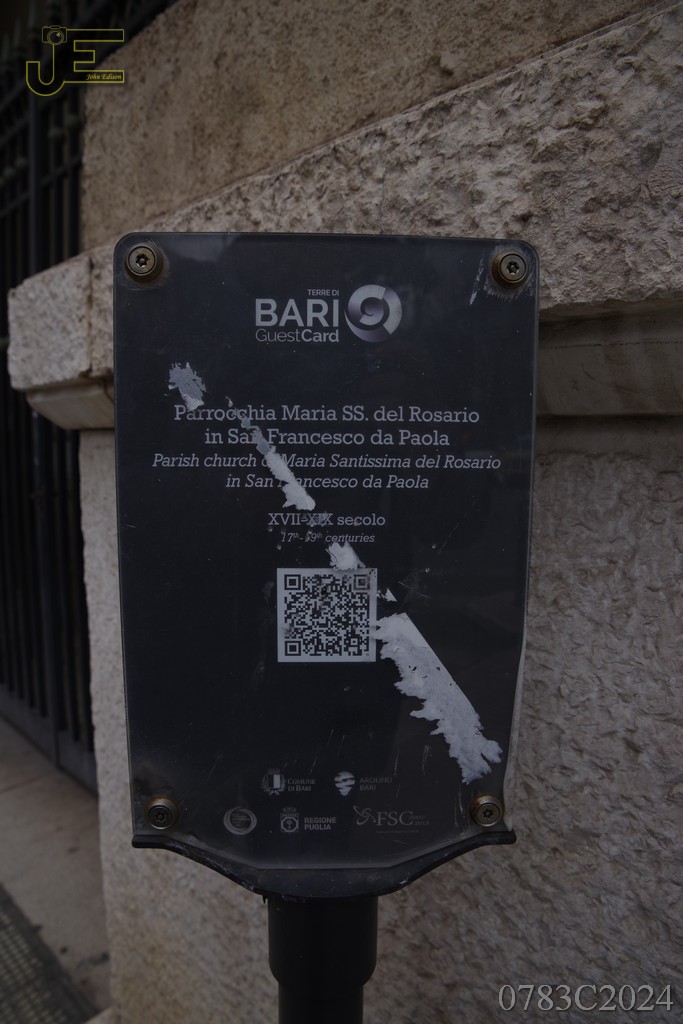 JE
John Edison
TERRE DI
BARI
GuestCard
Parrocchia Maria SS. del Rosario
in San Francesco da Paola
Parish church of Maria Santissima del Rosario
in San Francesco da Paola
XVII-XIX secolo
17th-19th centuries
COMUNE
DI BARI
AROUND
BARI
REGIONE
PUGLIA
FSC
0783C2024